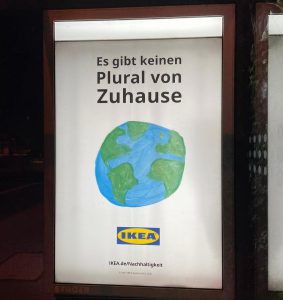 Es gibt keinen
Plural von
Zuhause
IKEA
IKEA.de/Nachhaltigkeit